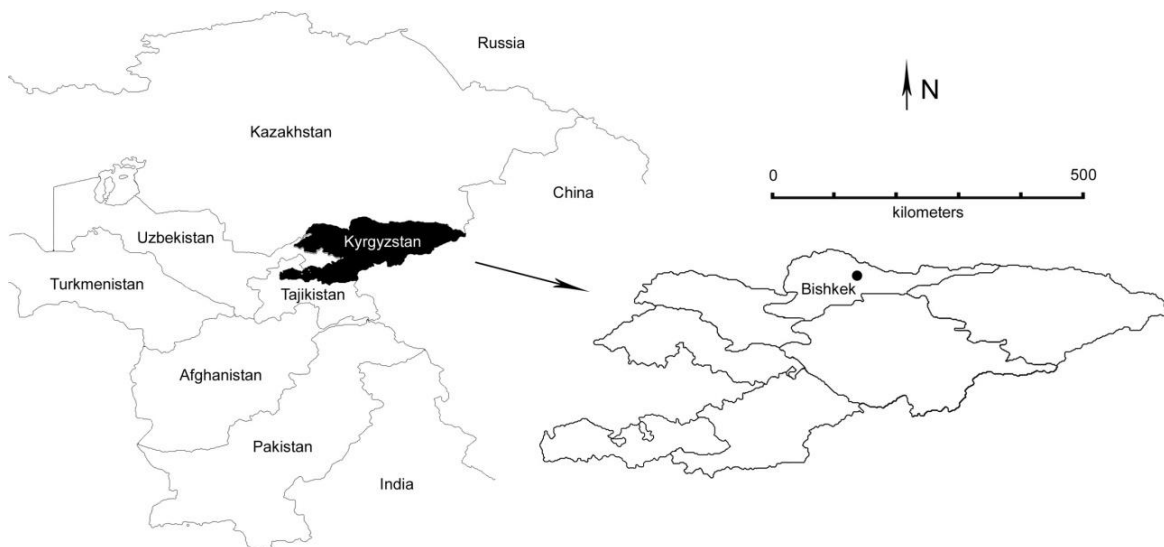 Russia
Kazakhstan
China
Uzbekistan
Kyrgyzstan
Turkmenistan
Tajikistan
Afghanistan
Pakistan
India
N
0 500
kilometers
Bishkek